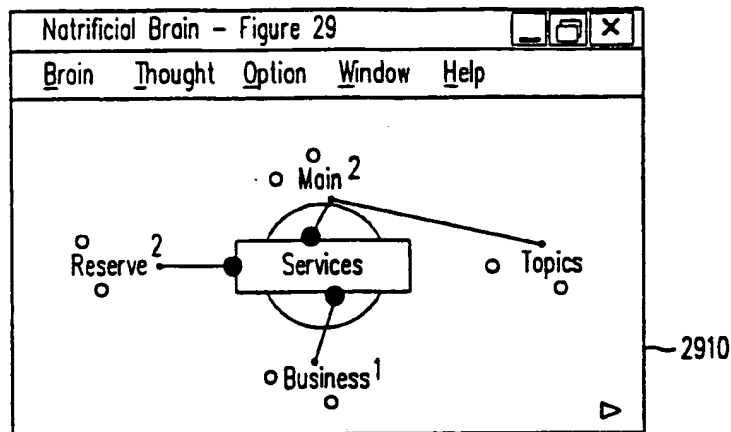 Natrificial Brain – Figure 29
Brain Thought Option Window Help
Main 2
Reserve 2 Services Topics
2910
Business 1